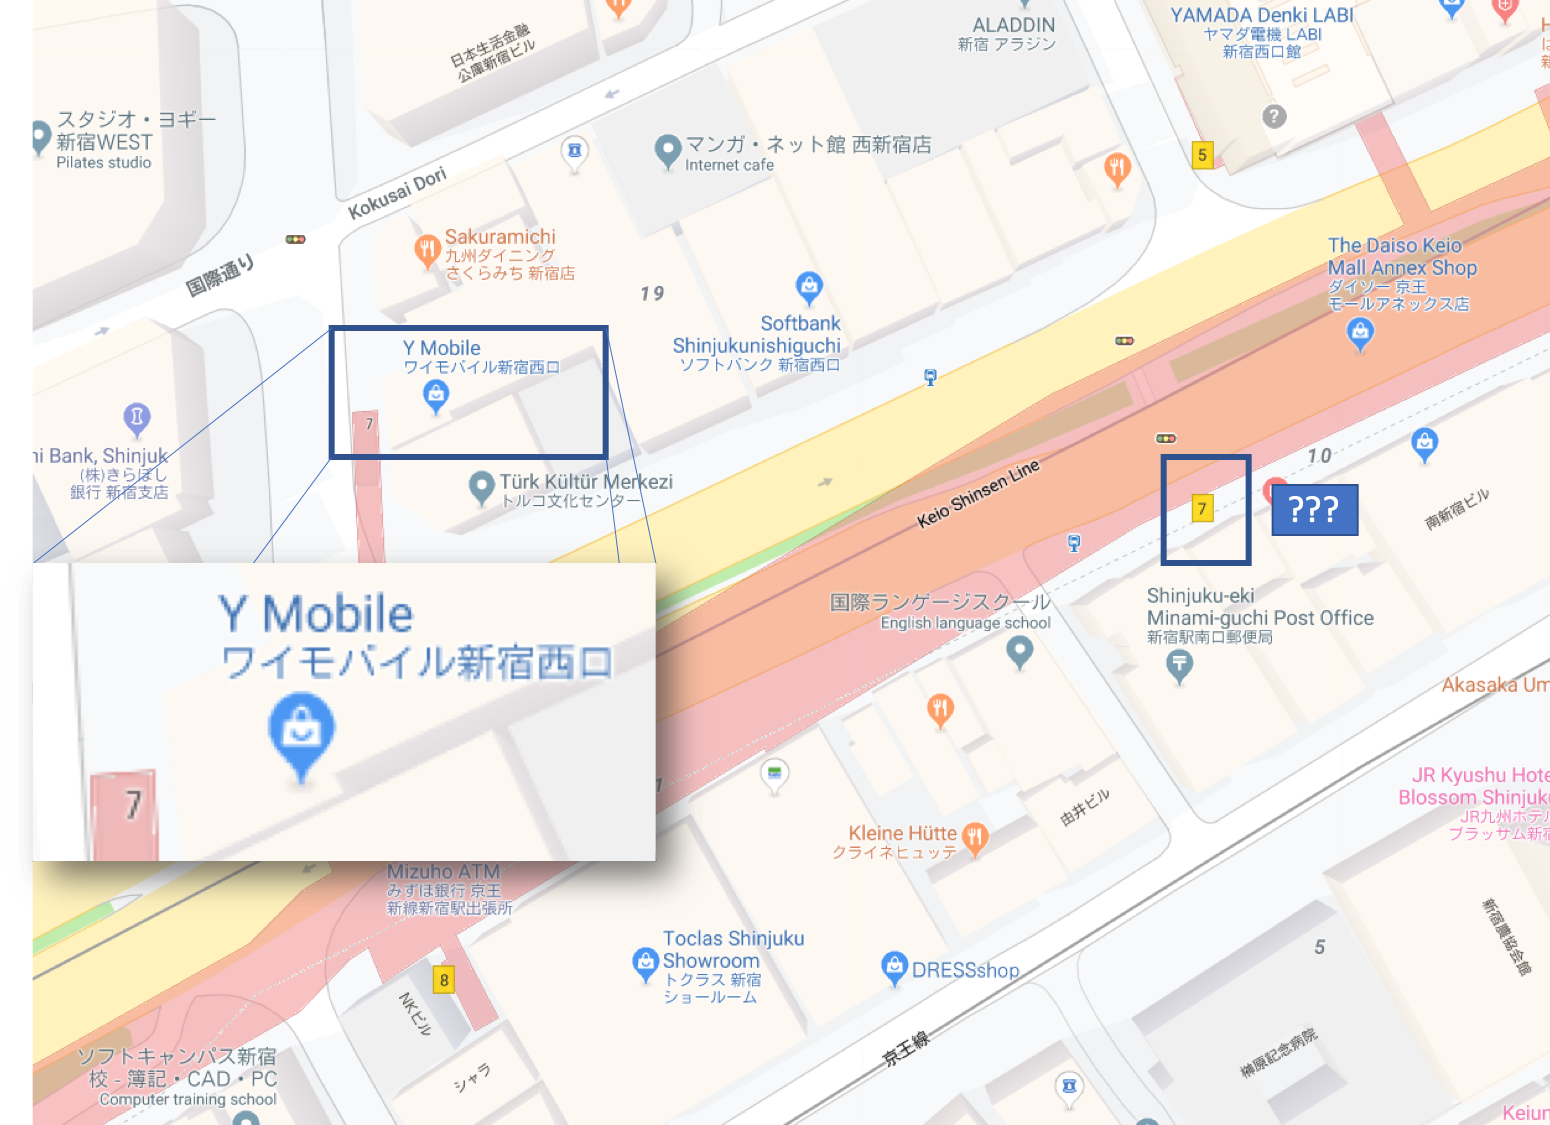 日本生活金融
公庫新宿ビル
ALADDIN
新宿 アラジン
YAMADA Denki LABI
ヤマダ電機 LABI
新宿西口館
スタジオ・ヨギー
新宿WEST
Pilates studio
マンガ・ネット館 西新宿店
Internet cafe
5
Kokusai Dori
国際通り
Sakuramichi
九州ダイニング
さくらみち 新宿店
19
The Daiso Keio
Mall Annex Shop
ダイソー 京王
モールアネックス店
Softbank
Shinjukunishiguchi
ソフトバンク 新宿西口
Y Mobile
ワイモバイル新宿西口
7
ni Bank, Shinjuk
(株)きらぼし
銀行 新宿支店
Türk Kültür Merkezi
トルコ文化センター
Keio Shinsen Line
10
7
???
南新宿ビル
Y Mobile
ワイモバイル新宿西口
7
国際ランゲージスクール
English language school
Shinjuku-eki
Minami-guchi Post Office
新宿駅南口郵便局
Akasaka Um
JR Kyushu Hote
Blossom Shinjuk
JR九州ホテル
ブラッサム新宿
由井ビル
Kleine Hütte
クライネヒュッテ
Mizuho ATM
みずほ銀行 京王
新線新宿駅出張所
Toclas Shinjuku
Showroom
トクラス 新宿
ショールーム
DRESSshop
新宿農協会館
5
8
NKビル
京王線
榊原記念病院
ソフトキャンパス新宿
校 - 簿記・CAD・PC
Computer training school
シャラ
Keiun